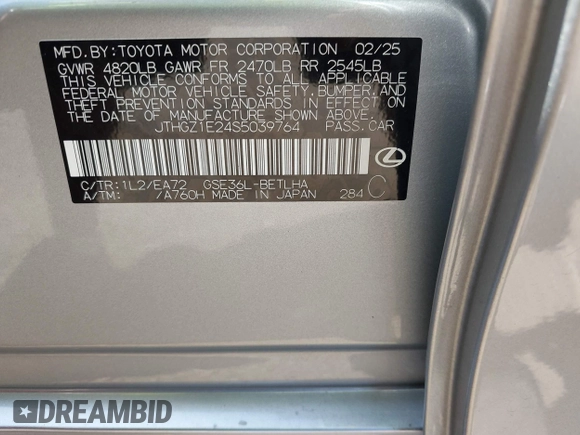 MFD.BY:TOYOTA MOTOR CORPORATION 02/25
GVWR 4820LB GAWR FR 2470LB RR 2545LB
THIS VEHICLE CONFORMS TO ALL APPLICABLE
FEDERAL MOTOR VEHICLE SAFETY,BUMPER,AND
THEFT PREVENTION STANDARDS IN EFFECT ON
THE DATE OF MANUFACTURE SHOWN ABOVE.
JTHGZ1E24S5039764 PASS.CAR
C/TR:1L2/EA72 GSE36L-BETLHA
A/TM: /A760H MADE IN JAPAN 284 C
DREAMBID